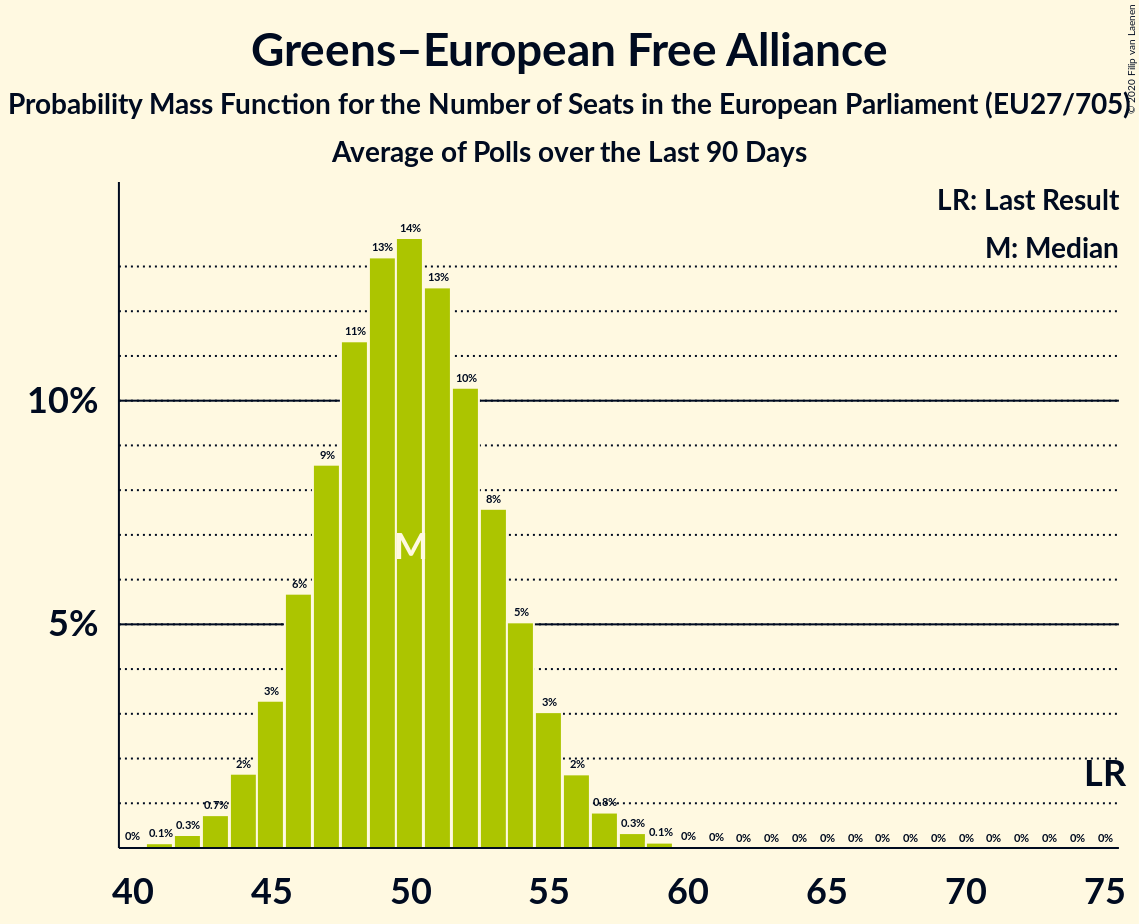 Greens–European Free Alliance
Probability Mass Function for the Number of Seats in the European Parliament (EU27/705)
Average of Polls over the Last 90 Days
© 2020 Filip van Laenen
LR: Last Result
M: Median
14%
13%
13%
11%
10%
10%
9%
8%
M
6%
5%
5%
3%
3%
2%
2%
LR
0.7%
0.8%
0.3%
0.3%
0% 0.1%
0.1% 0% 0% 0% 0% 0% 0% 0% 0% 0% 0% 0% 0% 0% 0% 0% 0%
40 45 50 55 60 65 70 75